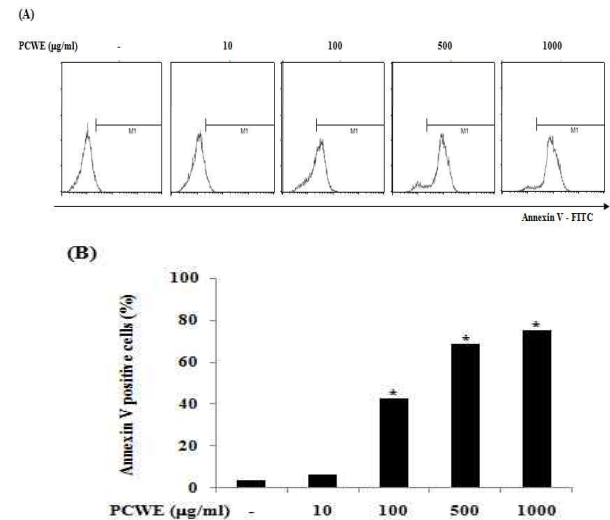 (A)
PCWE (μg/ml) - 10 100 500 1000
M1 M1 M1 M1 M1
Annexin V - FITC
(B)
Annexin V positive cells (%)
100
80
60
40
20
0
* * *
PCWE (μg/ml) - 10 100 500 1000